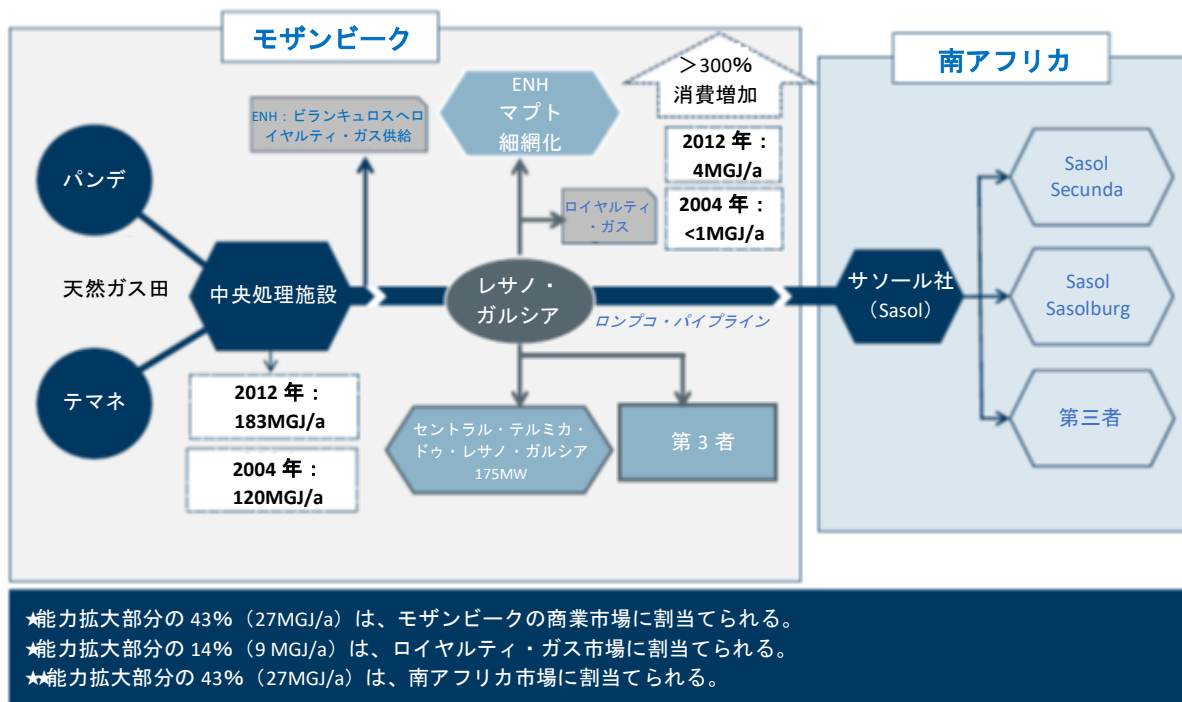 モザンビーク
南アフリカ
>300%
消費増加
ENH
マプト
細網化
ENH：ビランキュロスへロ
イヤルティ・ガス供給
2012 年：
4MGJ/a
2004 年：
<1MGJ/a
ロイヤルティ
・ガス
パンデ
天然ガス田
テマネ
中央処理施設
レサノ・
ガルシア
ロンプコ・パイプライン
2012 年：
183MGJ/a
2004 年：
120MGJ/a
セントラル・テルミカ・
ドゥ・レサノ・ガルシア
175MW
第 3 者
サソール社
（Sasol）
Sasol
Secunda
Sasol
Sasolburg
第三者
★能力拡大部分の 43%（27MGJ/a）は、モザンビークの商業市場に割当てられる。
★能力拡大部分の 14%（9 MGJ/a）は、ロイヤルティ・ガス市場に割当てられる。
★★能力拡大部分の 43%（27MGJ/a）は、南アフリカ市場に割当てられる。